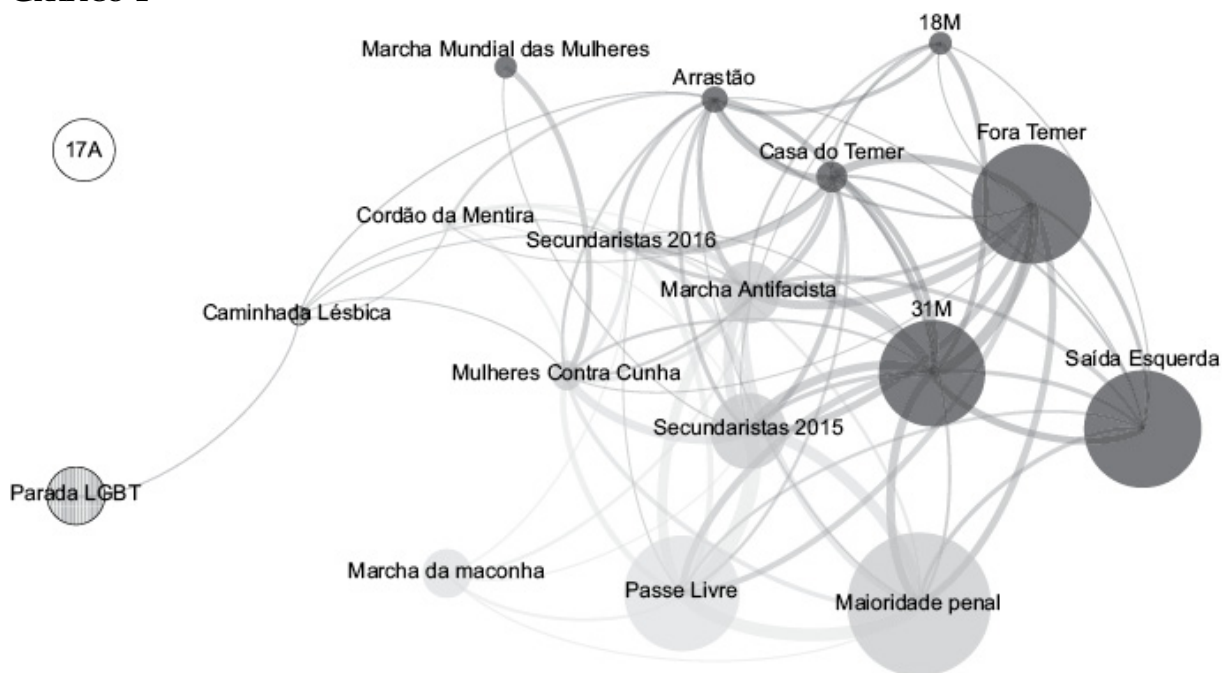 18M
Marcha Mundial das Mulheres
Arrastão
Fora Temer
17A
Casa do Temer
Cordão da Mentira
Secundaristas 2016
Marcha Antifacista
31M
Caminhada Lésbica
Saída Esquerda
Mulheres Contra Cunha
Secundaristas 2015
Parada LGBT
Marcha da maconha
Passe Livre
Maioridade penal